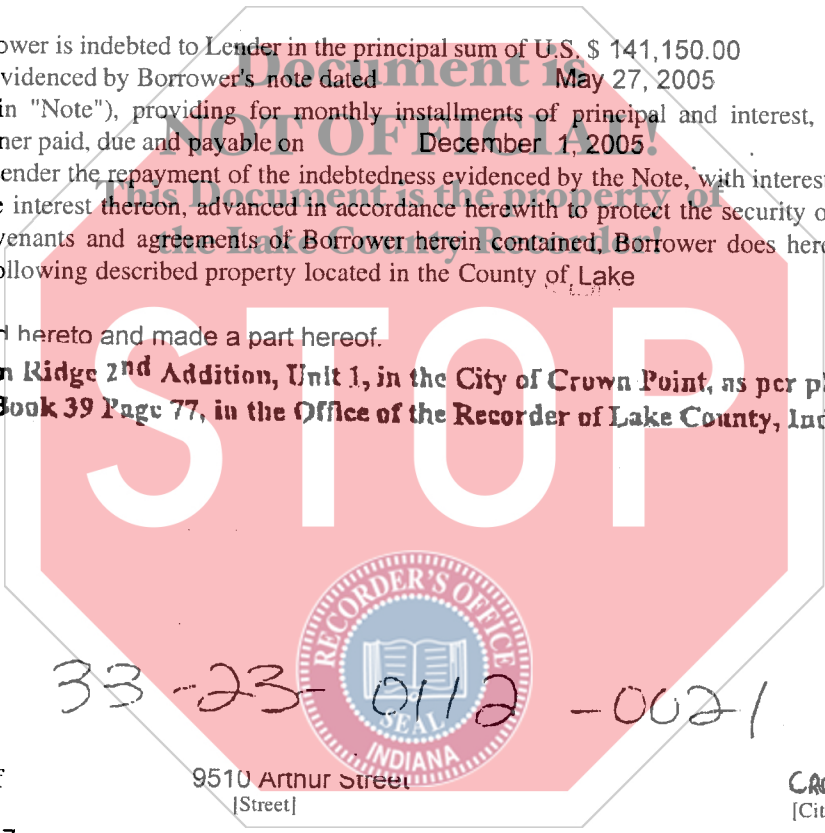 ower is indebted to Lender in the principal sum of U.S. $ 141,150.00
videnced by Borrower's note dated May 27, 2005
in "Note"), providing for monthly installments of principal and interest,
ner paid, due and payable on December 1, 2005.
ender the repayment of the indebtedness evidenced by the Note, with interest
e interest thereon, advanced in accordance herewith to protect the security o
venants and agreements of Borrower herein contained, Borrower does here
ollowing described property located in the County of Lake
Document is
NOT OFFICIAL!
This Document is the property of
the Lake County Recorder!
d hereto and made a part hereof.
n Ridge 2nd Addition, Unit 1, in the City of Crown Point, as per p
Book 39 Page 77, in the Office of the Recorder of Lake County, Ind
STOP
RECORDER'S OFFICE
SEAL
INDIANA
33-23-0112-0021
9510 Arthur Street
[Street]
[Cit